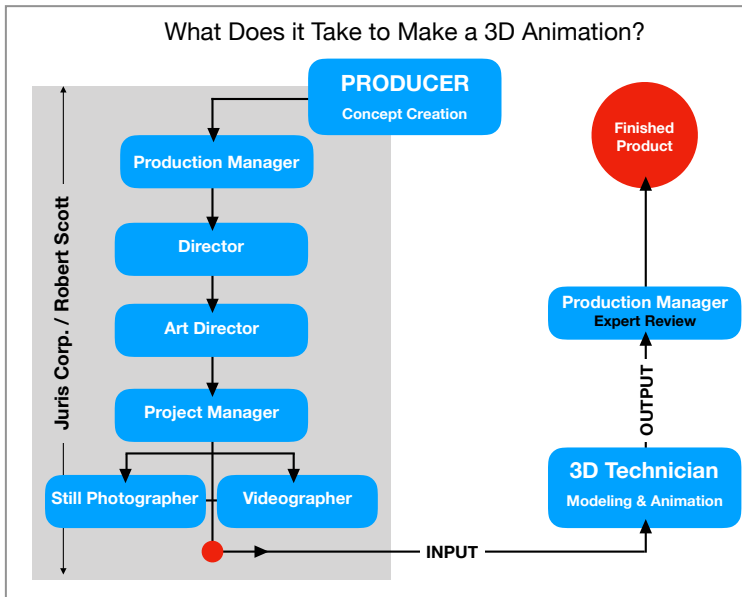 What Does it Take to Make a 3D Animation?
PRODUCER
Concept Creation
Production Manager
Director
Art Director
Project Manager
Still Photographer
Videographer
Juris Corp. / Robert Scott
INPUT
3D Technician
Modeling & Animation
OUTPUT
Production Manager
Expert Review
Finished
Product